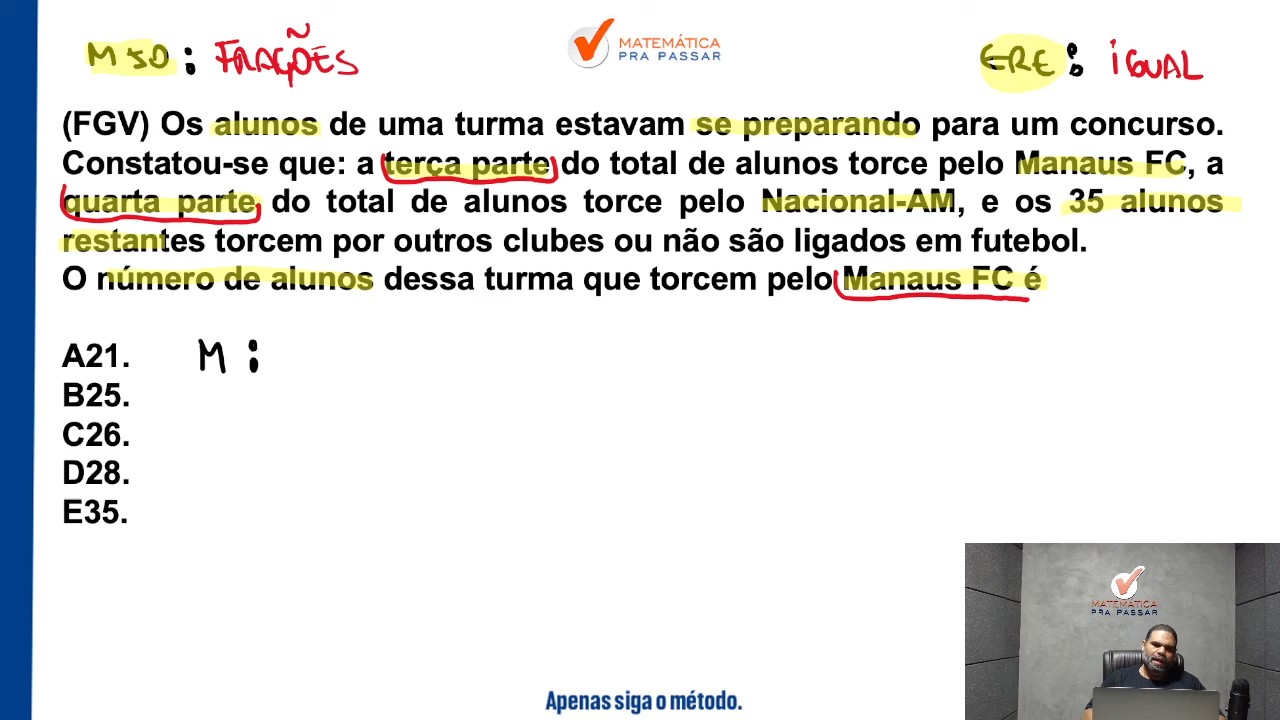 M50: FRAÇÕES
MATEMÁTICA
PRA PASSAR
ERE: IGUAL
(FGV) Os alunos de uma turma estavam se preparando para um concurso.
Constatou-se que: a terça parte do total de alunos torce pelo Manaus FC, a
quarta parte do total de alunos torce pelo Nacional-AM, e os 35 alunos
restantes torcem por outros clubes ou não são ligados em futebol.
O número de alunos dessa turma que torcem pelo Manaus FC é
A21.
M:
B25.
C26.
D28.
E35.
MATEMÁTICA
PRA PASSAR
Apenas siga o método.